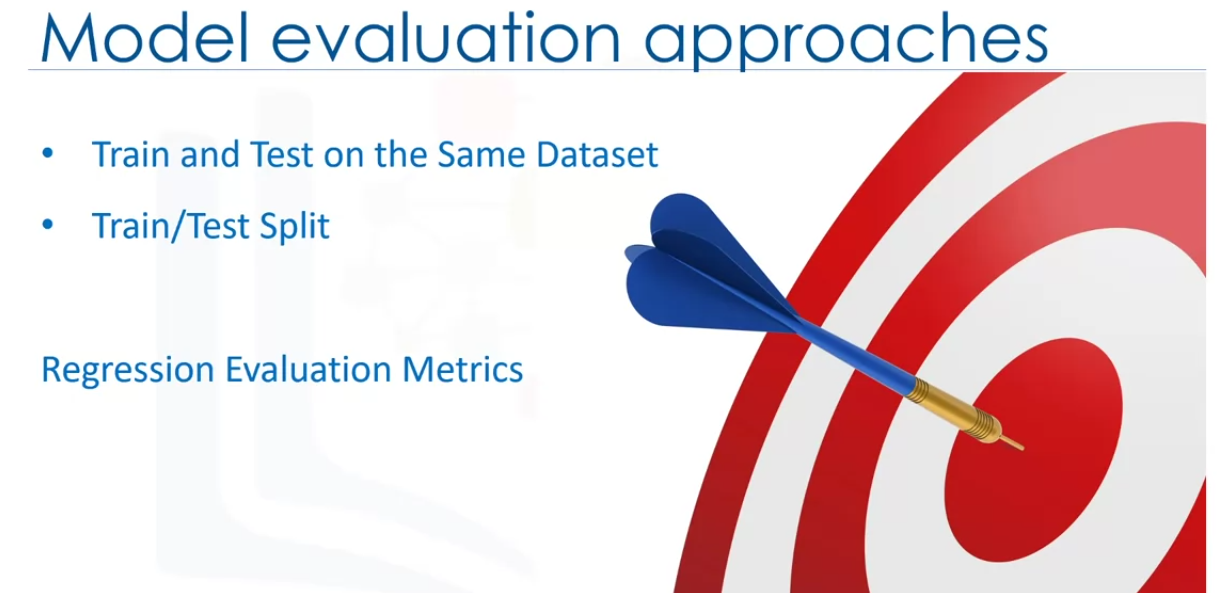 Model evaluation approaches
• Train and Test on the Same Dataset
• Train/Test Split
Regression Evaluation Metrics